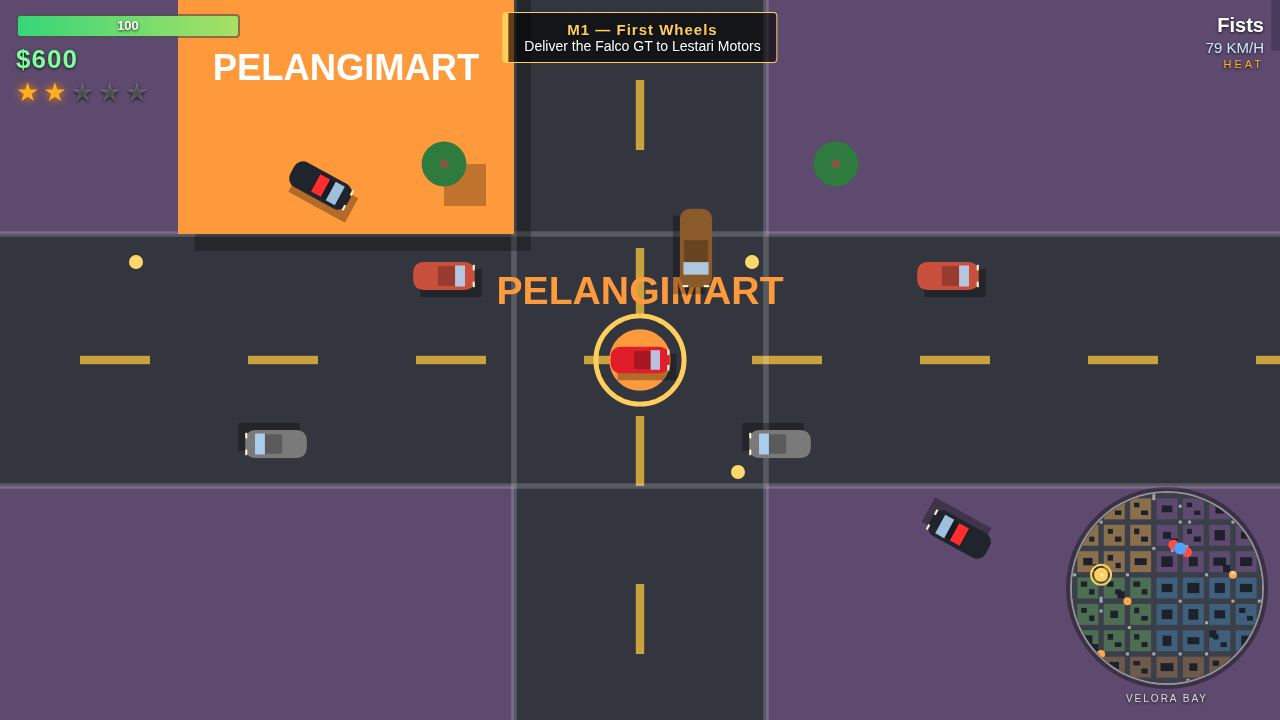 100
$600
M1 — First Wheels
Deliver the Falco GT to Lestari Motors
Fists
79 KM/H
HEAT
PELANGIMART
PELANGIMART
VELORA BAY